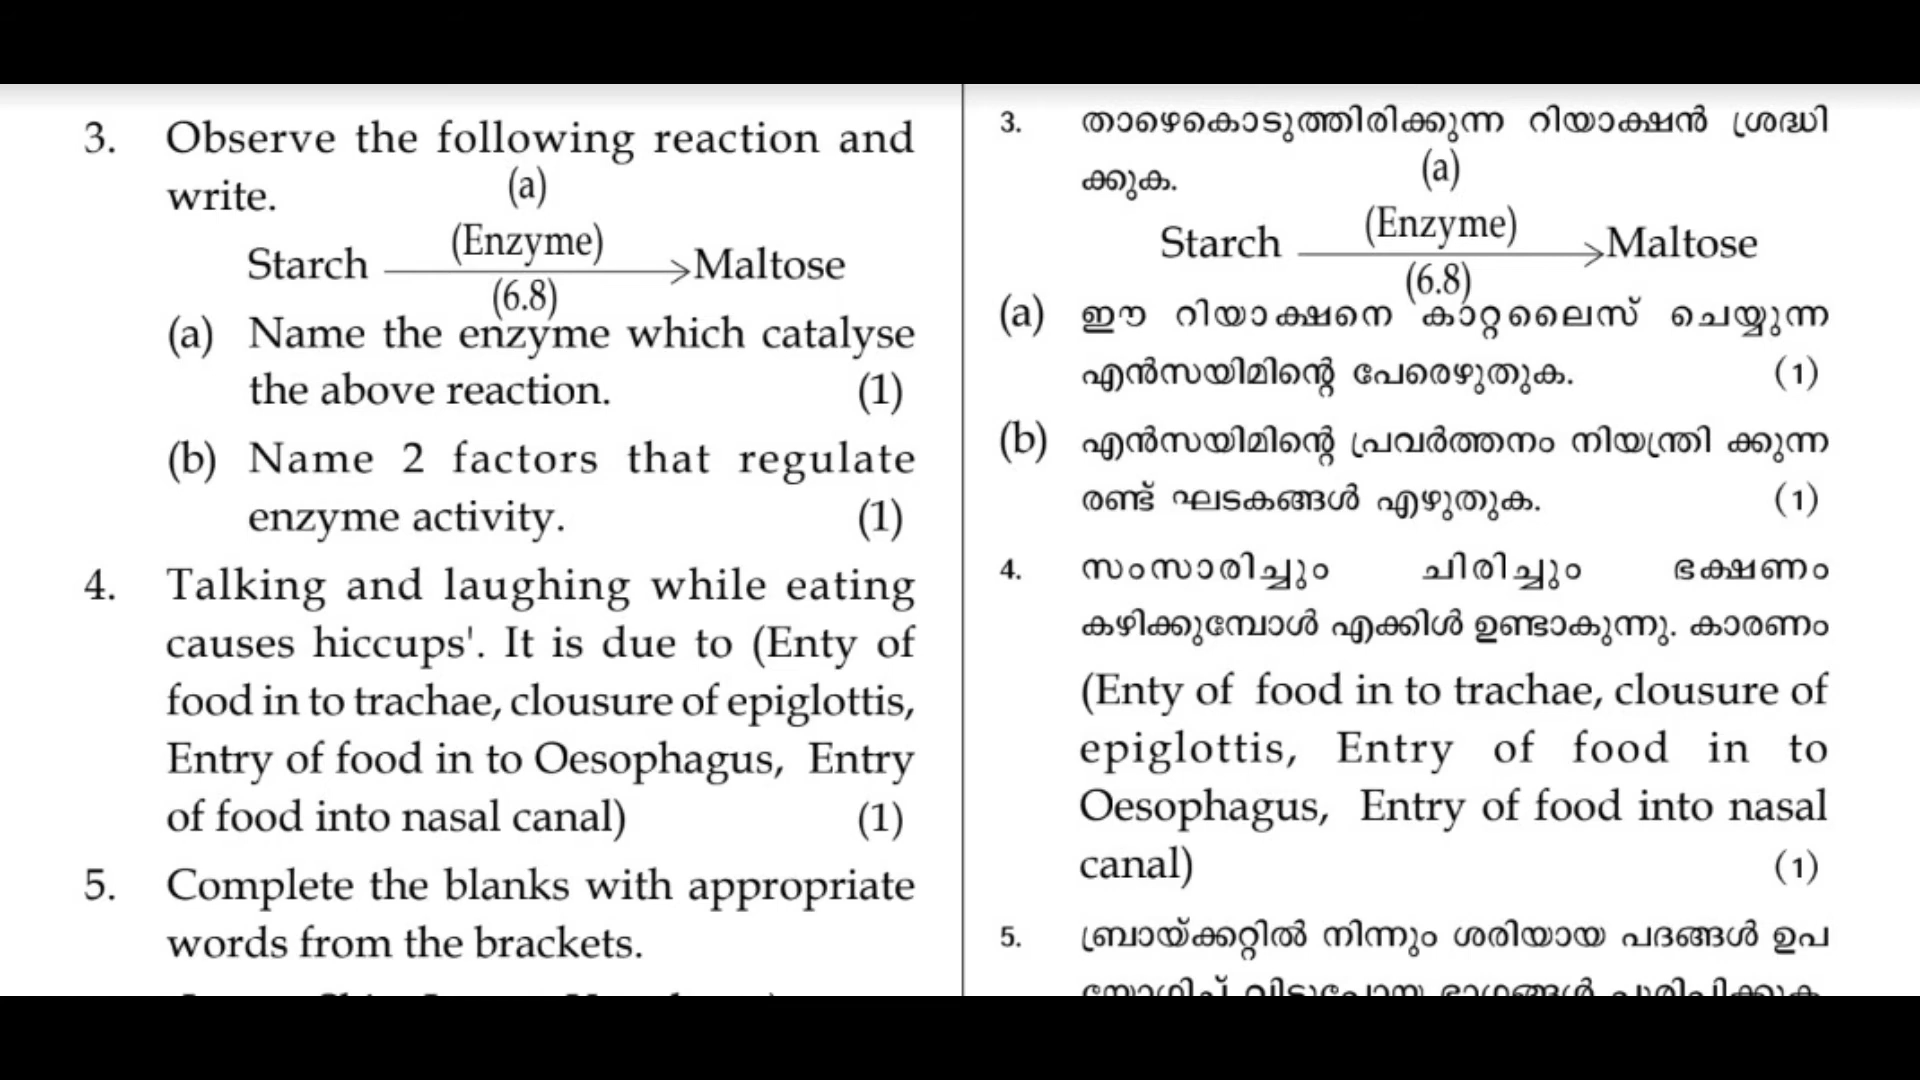 3. Observe the following reaction and
write.
(a)
Starch (Enzyme) → Maltose
(6.8)
(a) Name the enzyme which catalyse
the above reaction. (1)
(b) Name 2 factors that regulate
enzyme activity. (1)
4. Talking and laughing while eating
causes hiccups'. It is due to (Enty of
food in to trachae, clousure of epiglottis,
Entry of food in to Oesophagus, Entry
of food into nasal canal) (1)
5. Complete the blanks with appropriate
words from the brackets.
3. താഴെകൊടുത്തിരിക്കുന്ന റിയാക്ഷൻ ശ്രദ്ധി
ക്കുക.
(a)
Starch (Enzyme) → Maltose
(6.8)
(a) ഈ റിയാക്ഷനെ കാറ്റലൈസ് ചെയ്യുന്ന
എൻസയിമിന്റെ പേരെഴുതുക. (1)
(b) എൻസയിമിന്റെ പ്രവർത്തനം നിയന്ത്രി ക്കുന്ന
രണ്ട് ഘടകങ്ങൾ എഴുതുക. (1)
4. സംസാരിച്ചും ചിരിച്ചും ഭക്ഷണം
കഴിക്കുമ്പോൾ എക്കിൾ ഉണ്ടാകുന്നു. കാരണം
(Enty of food in to trachae, clousure of
epiglottis, Entry of food in to
Oesophagus, Entry of food into nasal
canal) (1)
5. ബ്രായ്ക്കറ്റിൽ നിന്നും ശരിയായ പദങ്ങൾ ഉപ
യോഗിച്ച് വിട്ടുപോയ ഭാഗങ്ങൾ പൂരിപ്പിക്കുക